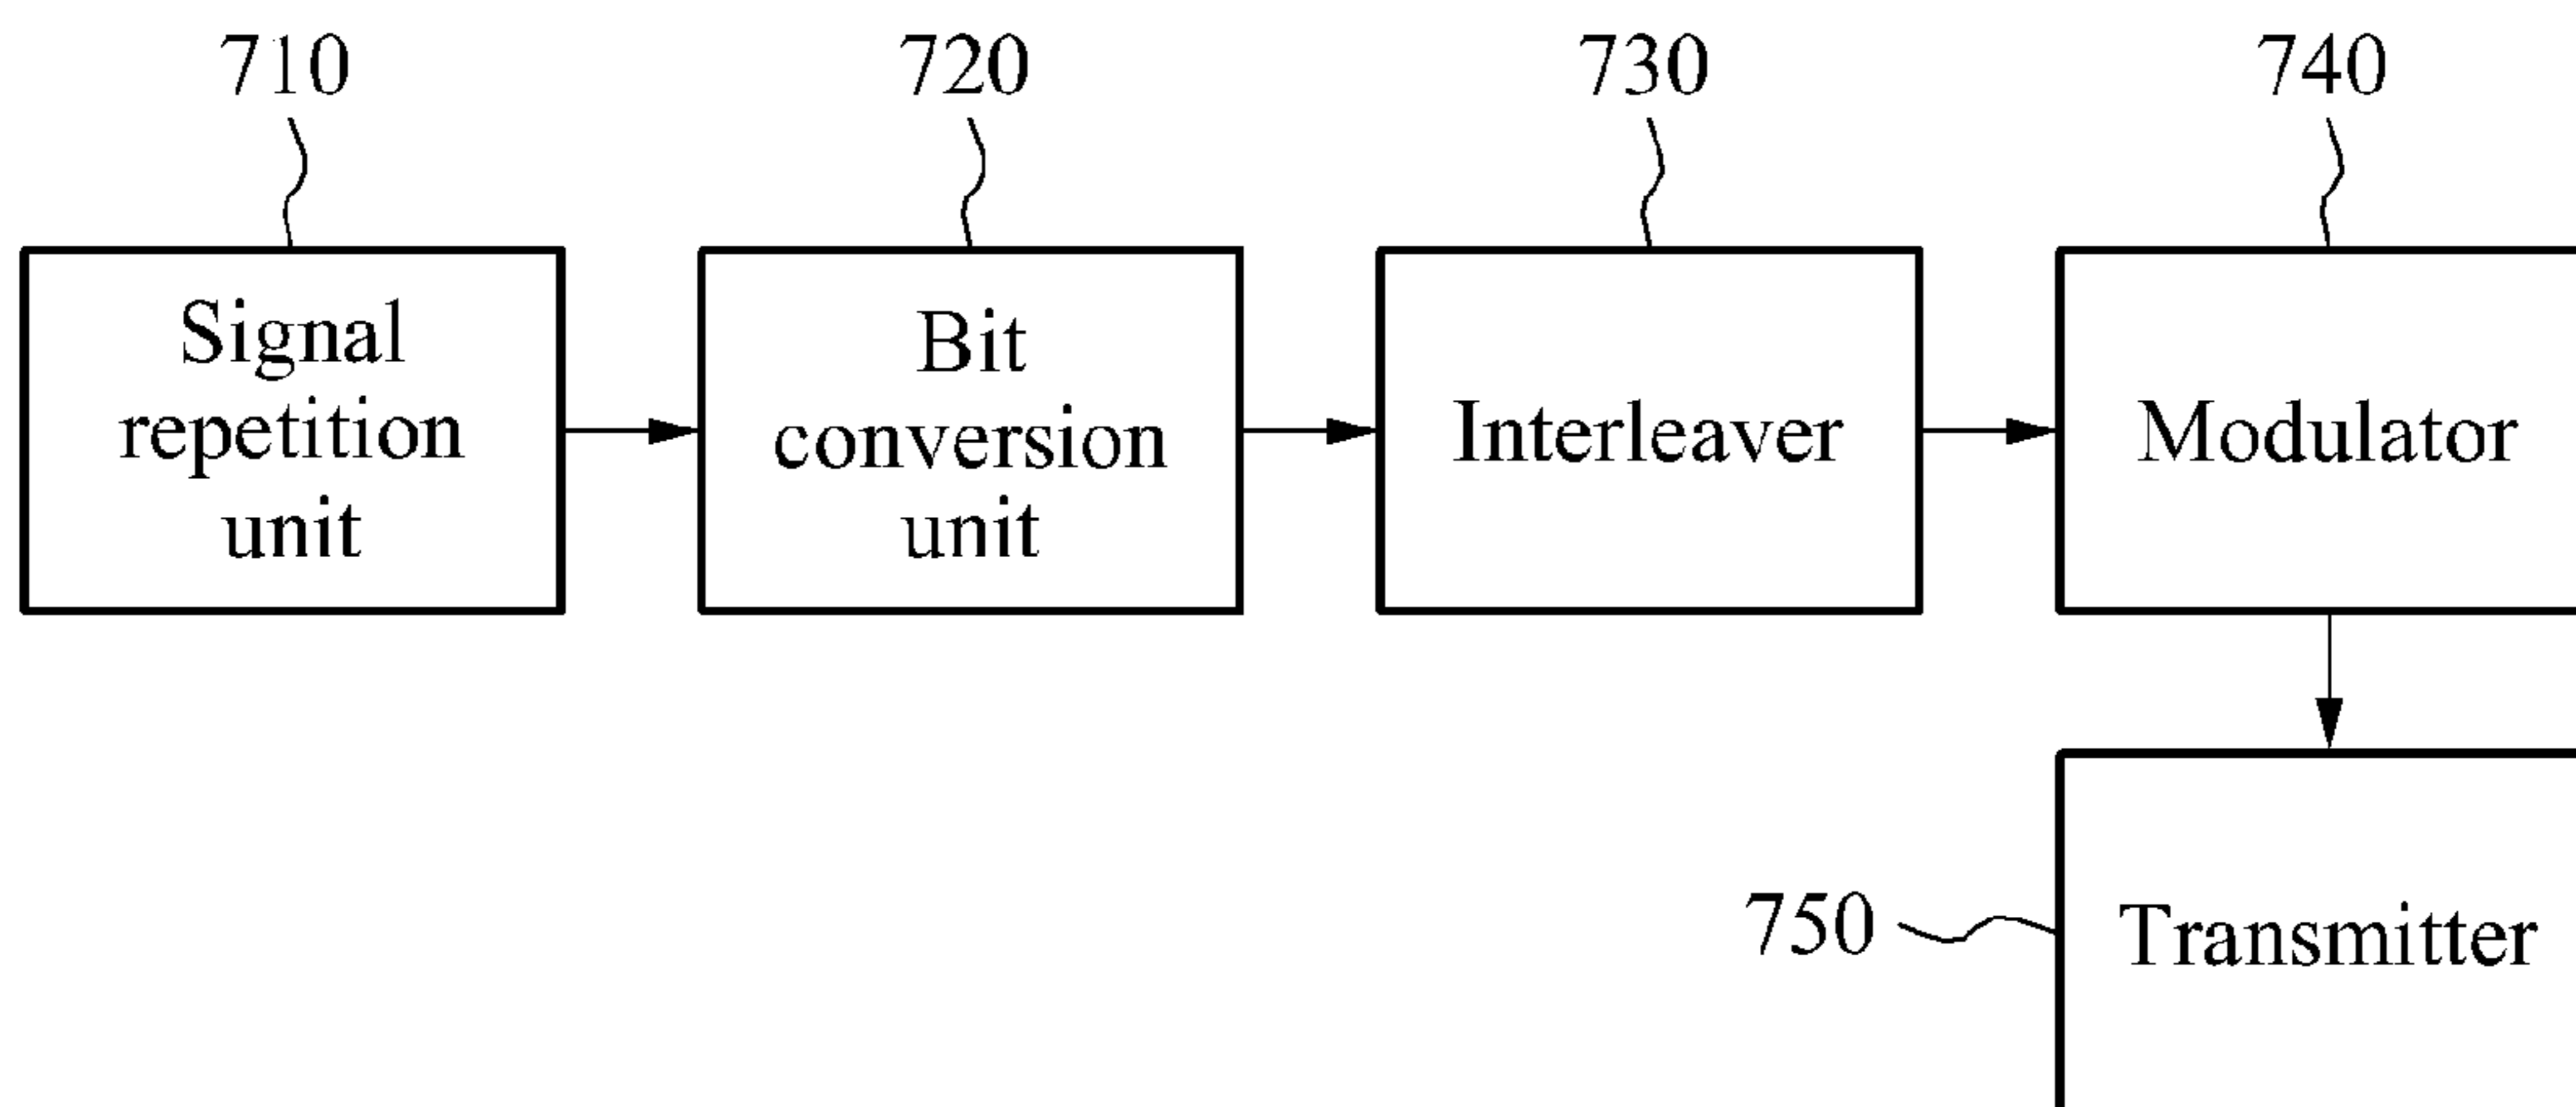 710
720
730
740
Signal
repetition
unit
Bit
conversion
unit
Interleaver
Modulator
750
Transmitter